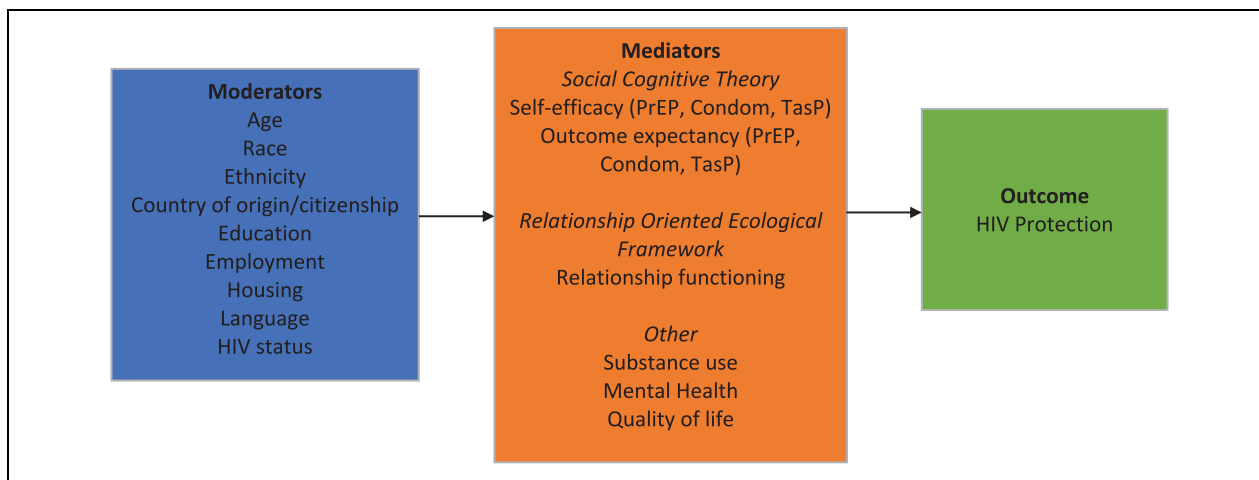 Moderators
Age
Race
Ethnicity
Country of origin/citizenship
Education
Employment
Housing
Language
HIV status
Mediators
Social Cognitive Theory
Self-efficacy (PrEP, Condom, TasP)
Outcome expectancy (PrEP,
Condom, TasP)
Relationship Oriented Ecological
Framework
Relationship functioning
Other
Substance use
Mental Health
Quality of life
Outcome
HIV Protection